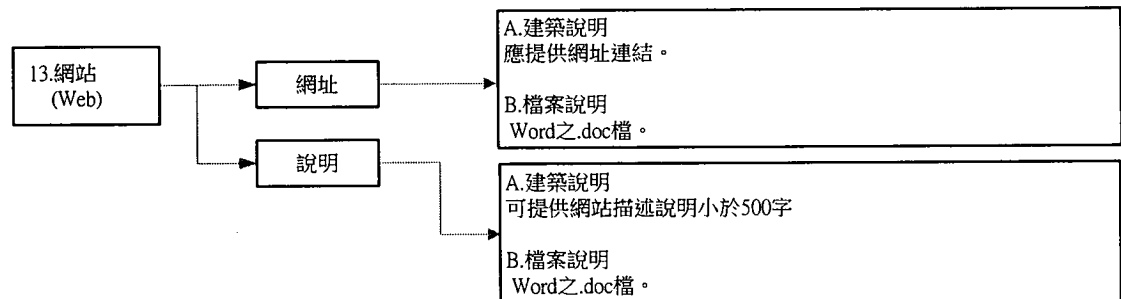 13.網站
(Web)
網址
A.建築說明
應提供網址連結。
B.檔案說明
Word之.doc檔。
說明
A.建築說明
可提供網站描述說明小於500字
B.檔案說明
Word之.doc檔。